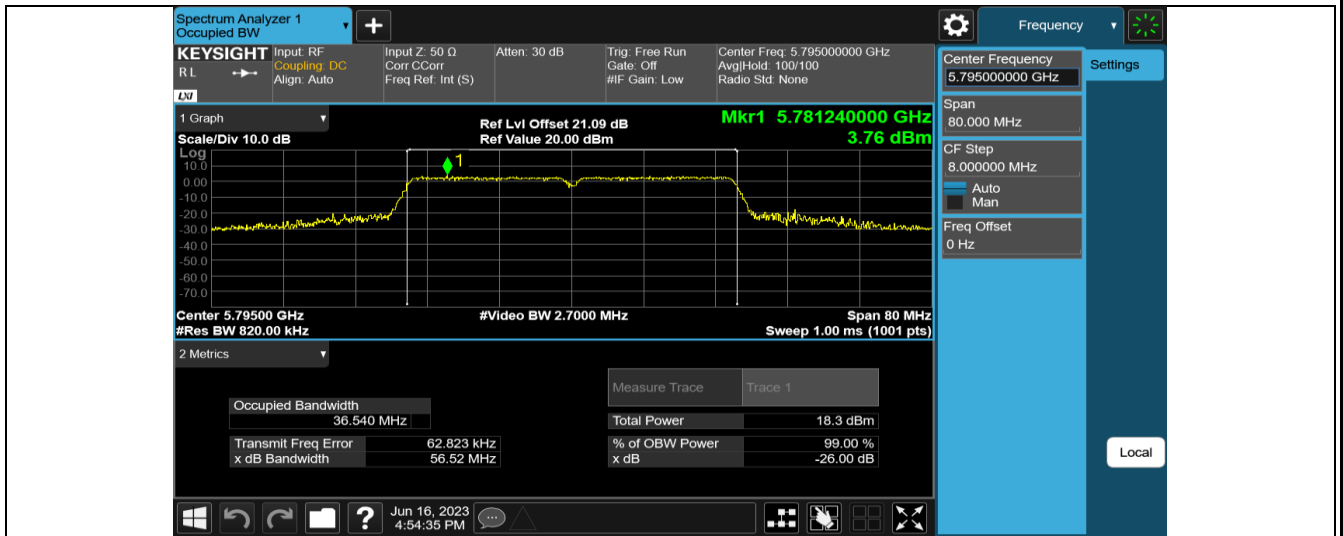 Spectrum Analyzer 1
Occupied BW
Frequency
KEYSIGHT
R L
LXI
Input: RF
Coupling: DC
Align: Auto
Input Z: 50 Ω
Corr CCorr
Freq Ref: Int (S)
Atten: 30 dB
Trig: Free Run
Gate: Off
#IF Gain: Low
Center Freq: 5.795000000 GHz
Avg|Hold: 100/100
Radio Std: None
Center Frequency
5.795000000 GHz
Settings
Span
80.000 MHz
CF Step
8.000000 MHz
Auto
Man
Freq Offset
0 Hz
1 Graph
Scale/Div 10.0 dB
Ref Lvl Offset 21.09 dB
Ref Value 20.00 dBm
Mkr1 5.781240000 GHz
3.76 dBm
Log
10.0
0.00
-10.0
-20.0
-30.0
-40.0
-50.0
-60.0
-70.0
1
Center 5.79500 GHz
#Res BW 820.00 kHz
#Video BW 2.7000 MHz
Span 80 MHz
Sweep 1.00 ms (1001 pts)
2 Metrics
Measure Trace Trace 1
Occupied Bandwidth
36.540 MHz
Total Power 18.3 dBm
Transmit Freq Error 62.823 kHz
% of OBW Power 99.00 %
x dB Bandwidth 56.52 MHz
x dB -26.00 dB
Local
?
Jun 16, 2023
4:54:35 PM